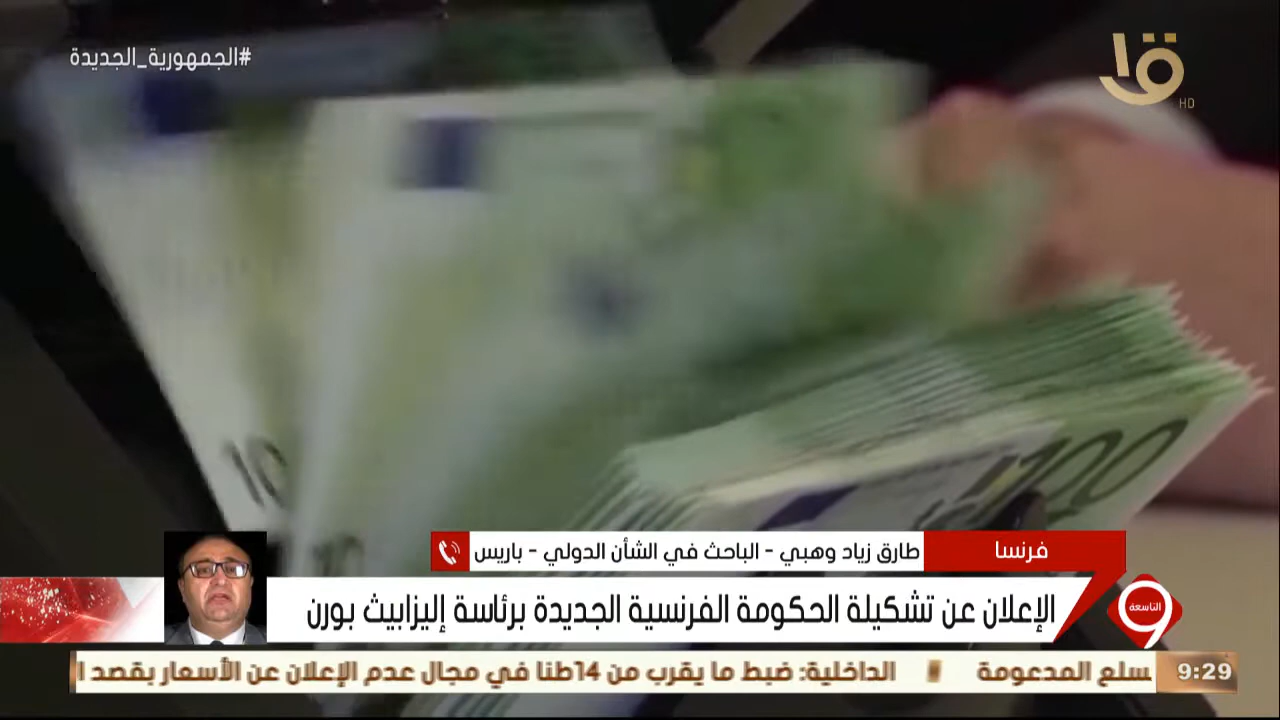 #الجمهورية_الجديدة
HD
10
100
فرنسا
طارق زياد وهبي - الباحث في الشأن الدولي - باريس
الإعلان عن تشكيلة الحكومة الفرنسية الجديدة برئاسة إليزابيث بورن
التاسعة
9:29
سلع المدعومة
الداخلية: ضبط ما يقرب من 14طنا في مجال عدم الإعلان عن الأسعار بقصد